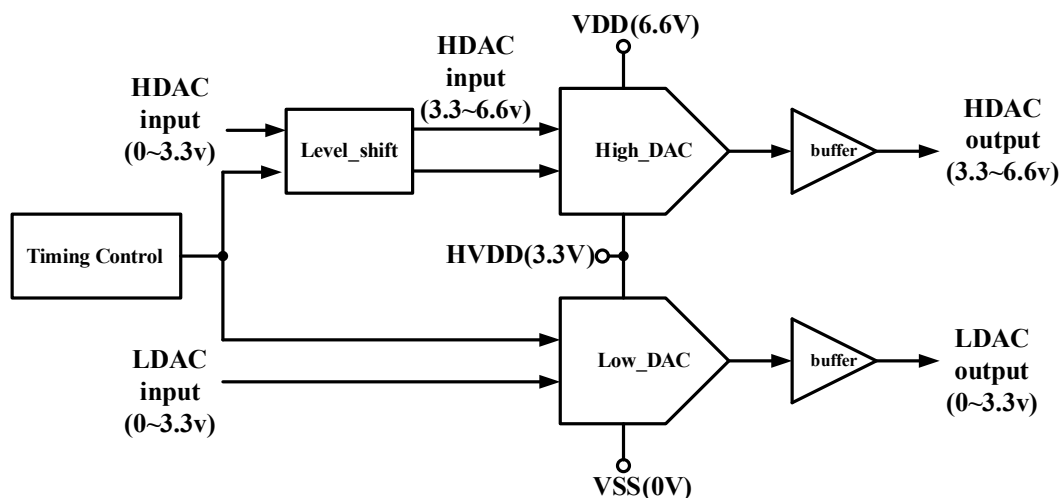 VDD(6.6V)
HDAC
input
(3.3~6.6v)
HDAC
input
(0~3.3v)
Level_shift
High_DAC
buffer
HDAC
output
(3.3~6.6v)
Timing Control
HVDD(3.3V)
LDAC
input
(0~3.3v)
Low_DAC
buffer
LDAC
output
(0~3.3v)
VSS(0V)